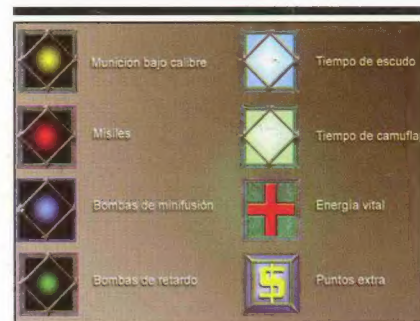 Munición bajo calibre
Misiles
Bombas de minifusión
Bombas de retardo
Tiempo de escudo
Tiempo de camufla
Energía vital
Puntos extra
$